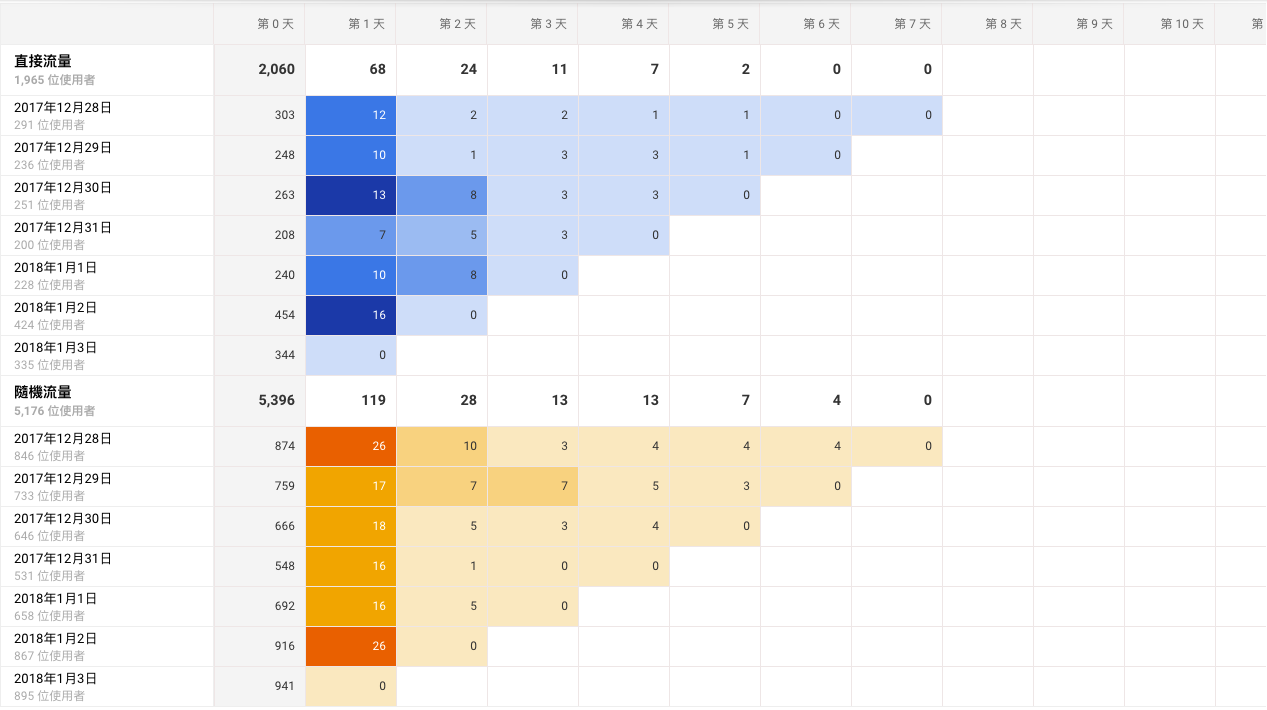 第 0 天 第 1 天 第 2 天 第 3 天 第 4 天 第 5 天 第 6 天 第 7 天 第 8 天 第 9 天 第 10 天 第
直接流量 2,060 68 24 11 7 2 0 0
1,965 位使用者
2017年12月28日 303 12 2 2 1 1 0 0
291 位使用者
2017年12月29日 248 10 1 3 3 1 0
236 位使用者
2017年12月30日 263 13 8 3 3 0
251 位使用者
2017年12月31日 208 7 5 3 0
200 位使用者
2018年1月1日 240 10 8 0
228 位使用者
2018年1月2日 454 16 0
424 位使用者
2018年1月3日 344 0
335 位使用者
隨機流量 5,396 119 28 13 13 7 4 0
5,176 位使用者
2017年12月28日 874 26 10 3 4 4 4 0
846 位使用者
2017年12月29日 759 17 7 7 5 3 0
733 位使用者
2017年12月30日 666 18 5 3 4 0
646 位使用者
2017年12月31日 548 16 1 0 0
531 位使用者
2018年1月1日 692 16 5 0
658 位使用者
2018年1月2日 916 26 0
867 位使用者
2018年1月3日 941 0
895 位使用者